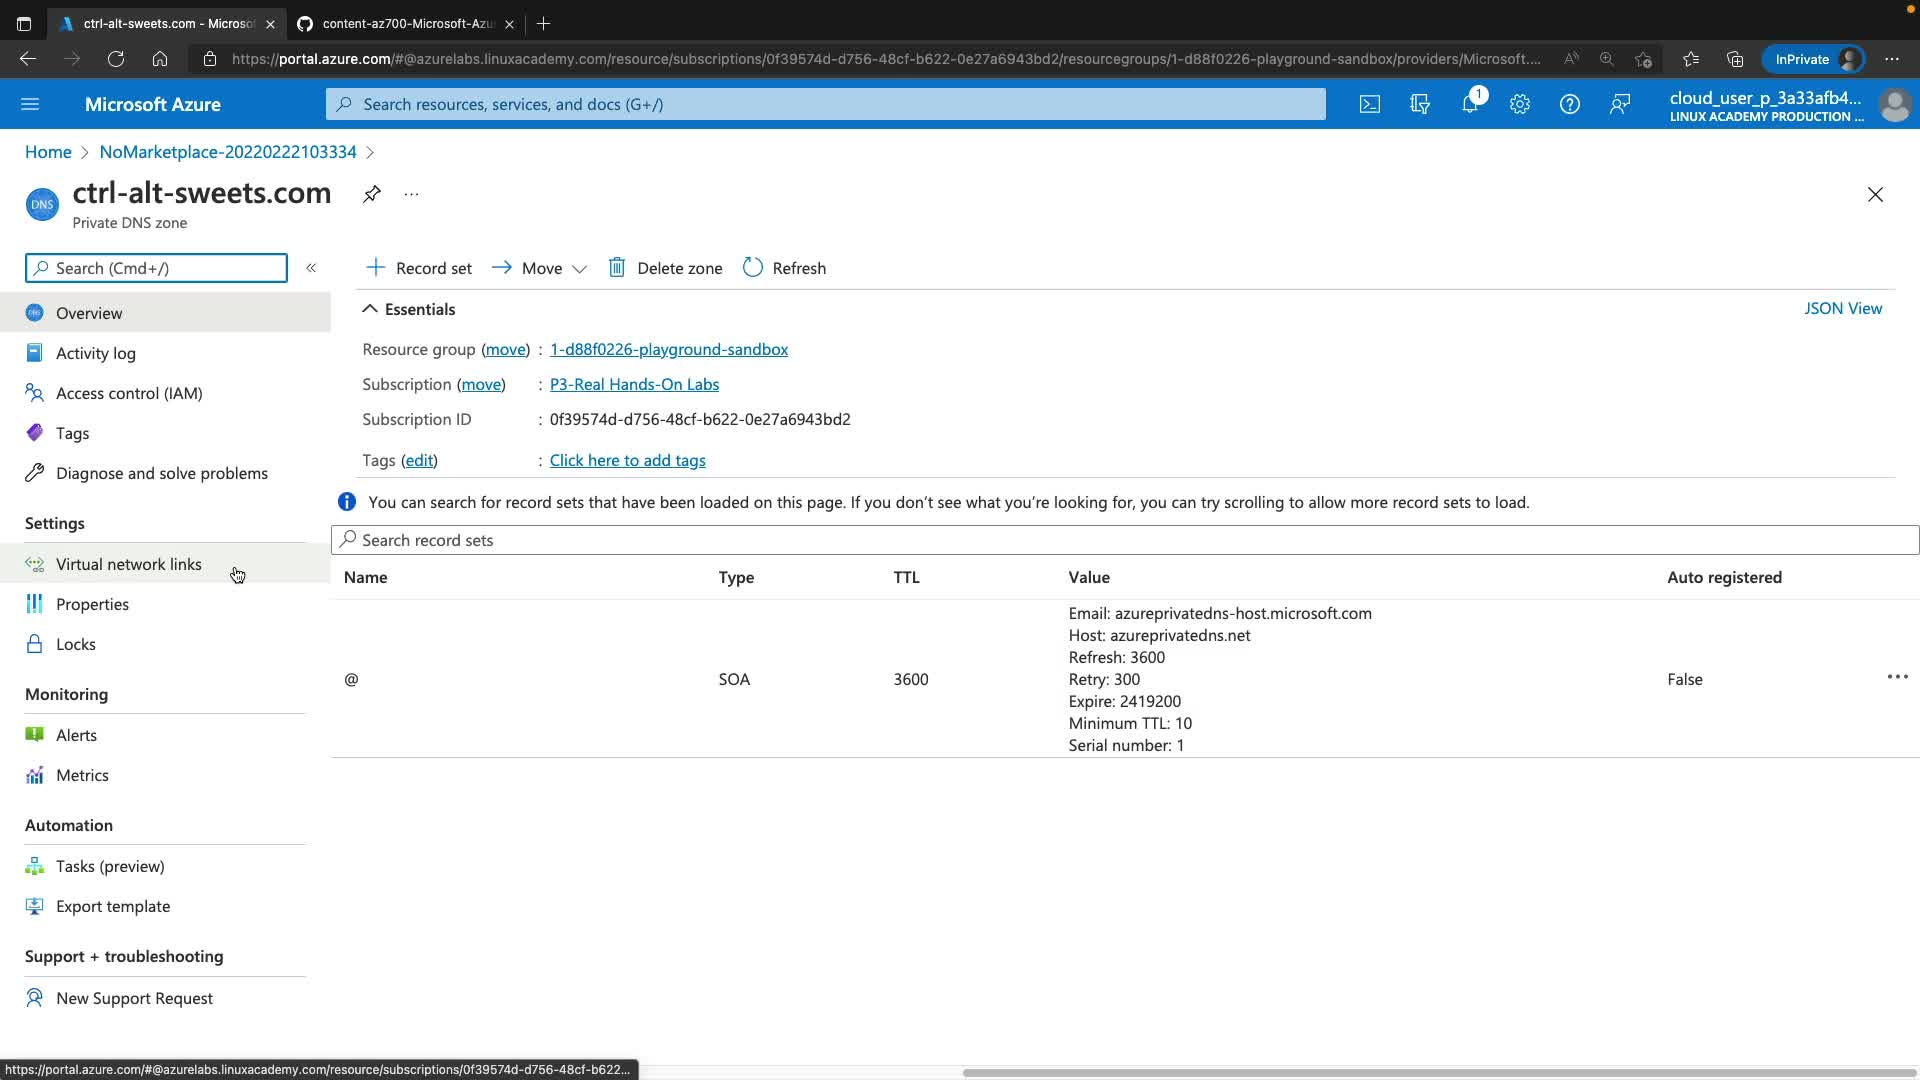 ctrl-alt-sweets.com - Microso
content-az700-Microsoft-Azu
https://portal.azure.com/#@azurelabs.linuxacademy.com/resource/subscriptions/0f39574d-d756-48cf-b622-0e27a6943bd2/resourcegroups/1-d88f0226-playground-sandbox/providers/Microsoft....
InPrivate
Microsoft Azure
Search resources, services, and docs (G+/)
1
cloud_user_p_3a33afb4...
LINUX ACADEMY PRODUCTION ...
Home > NoMarketplace-20220222103334 >
DNS
ctrl-alt-sweets.com
Private DNS zone
Search (Cmd+/)
Record set
Move
Delete zone
Refresh
Overview
Activity log
Access control (IAM)
Tags
Diagnose and solve problems
Settings
Virtual network links
Properties
Locks
Monitoring
Alerts
Metrics
Automation
Tasks (preview)
Export template
Support + troubleshooting
New Support Request
Essentials
JSON View
Resource group (move) : 1-d88f0226-playground-sandbox
Subscription (move) : P3-Real Hands-On Labs
Subscription ID : 0f39574d-d756-48cf-b622-0e27a6943bd2
Tags (edit) : Click here to add tags
You can search for record sets that have been loaded on this page. If you don't see what you're looking for, you can try scrolling to allow more record sets to load.
Search record sets
Name Type TTL Value Auto registered
@ SOA 3600
Email: azureprivatedns-host.microsoft.com
Host: azureprivatedns.net
Refresh: 3600
Retry: 300
Expire: 2419200
Minimum TTL: 10
Serial number: 1
False
https://portal.azure.com/#@azurelabs.linuxacademy.com/resource/subscriptions/0f39574d-d756-48cf-b622...